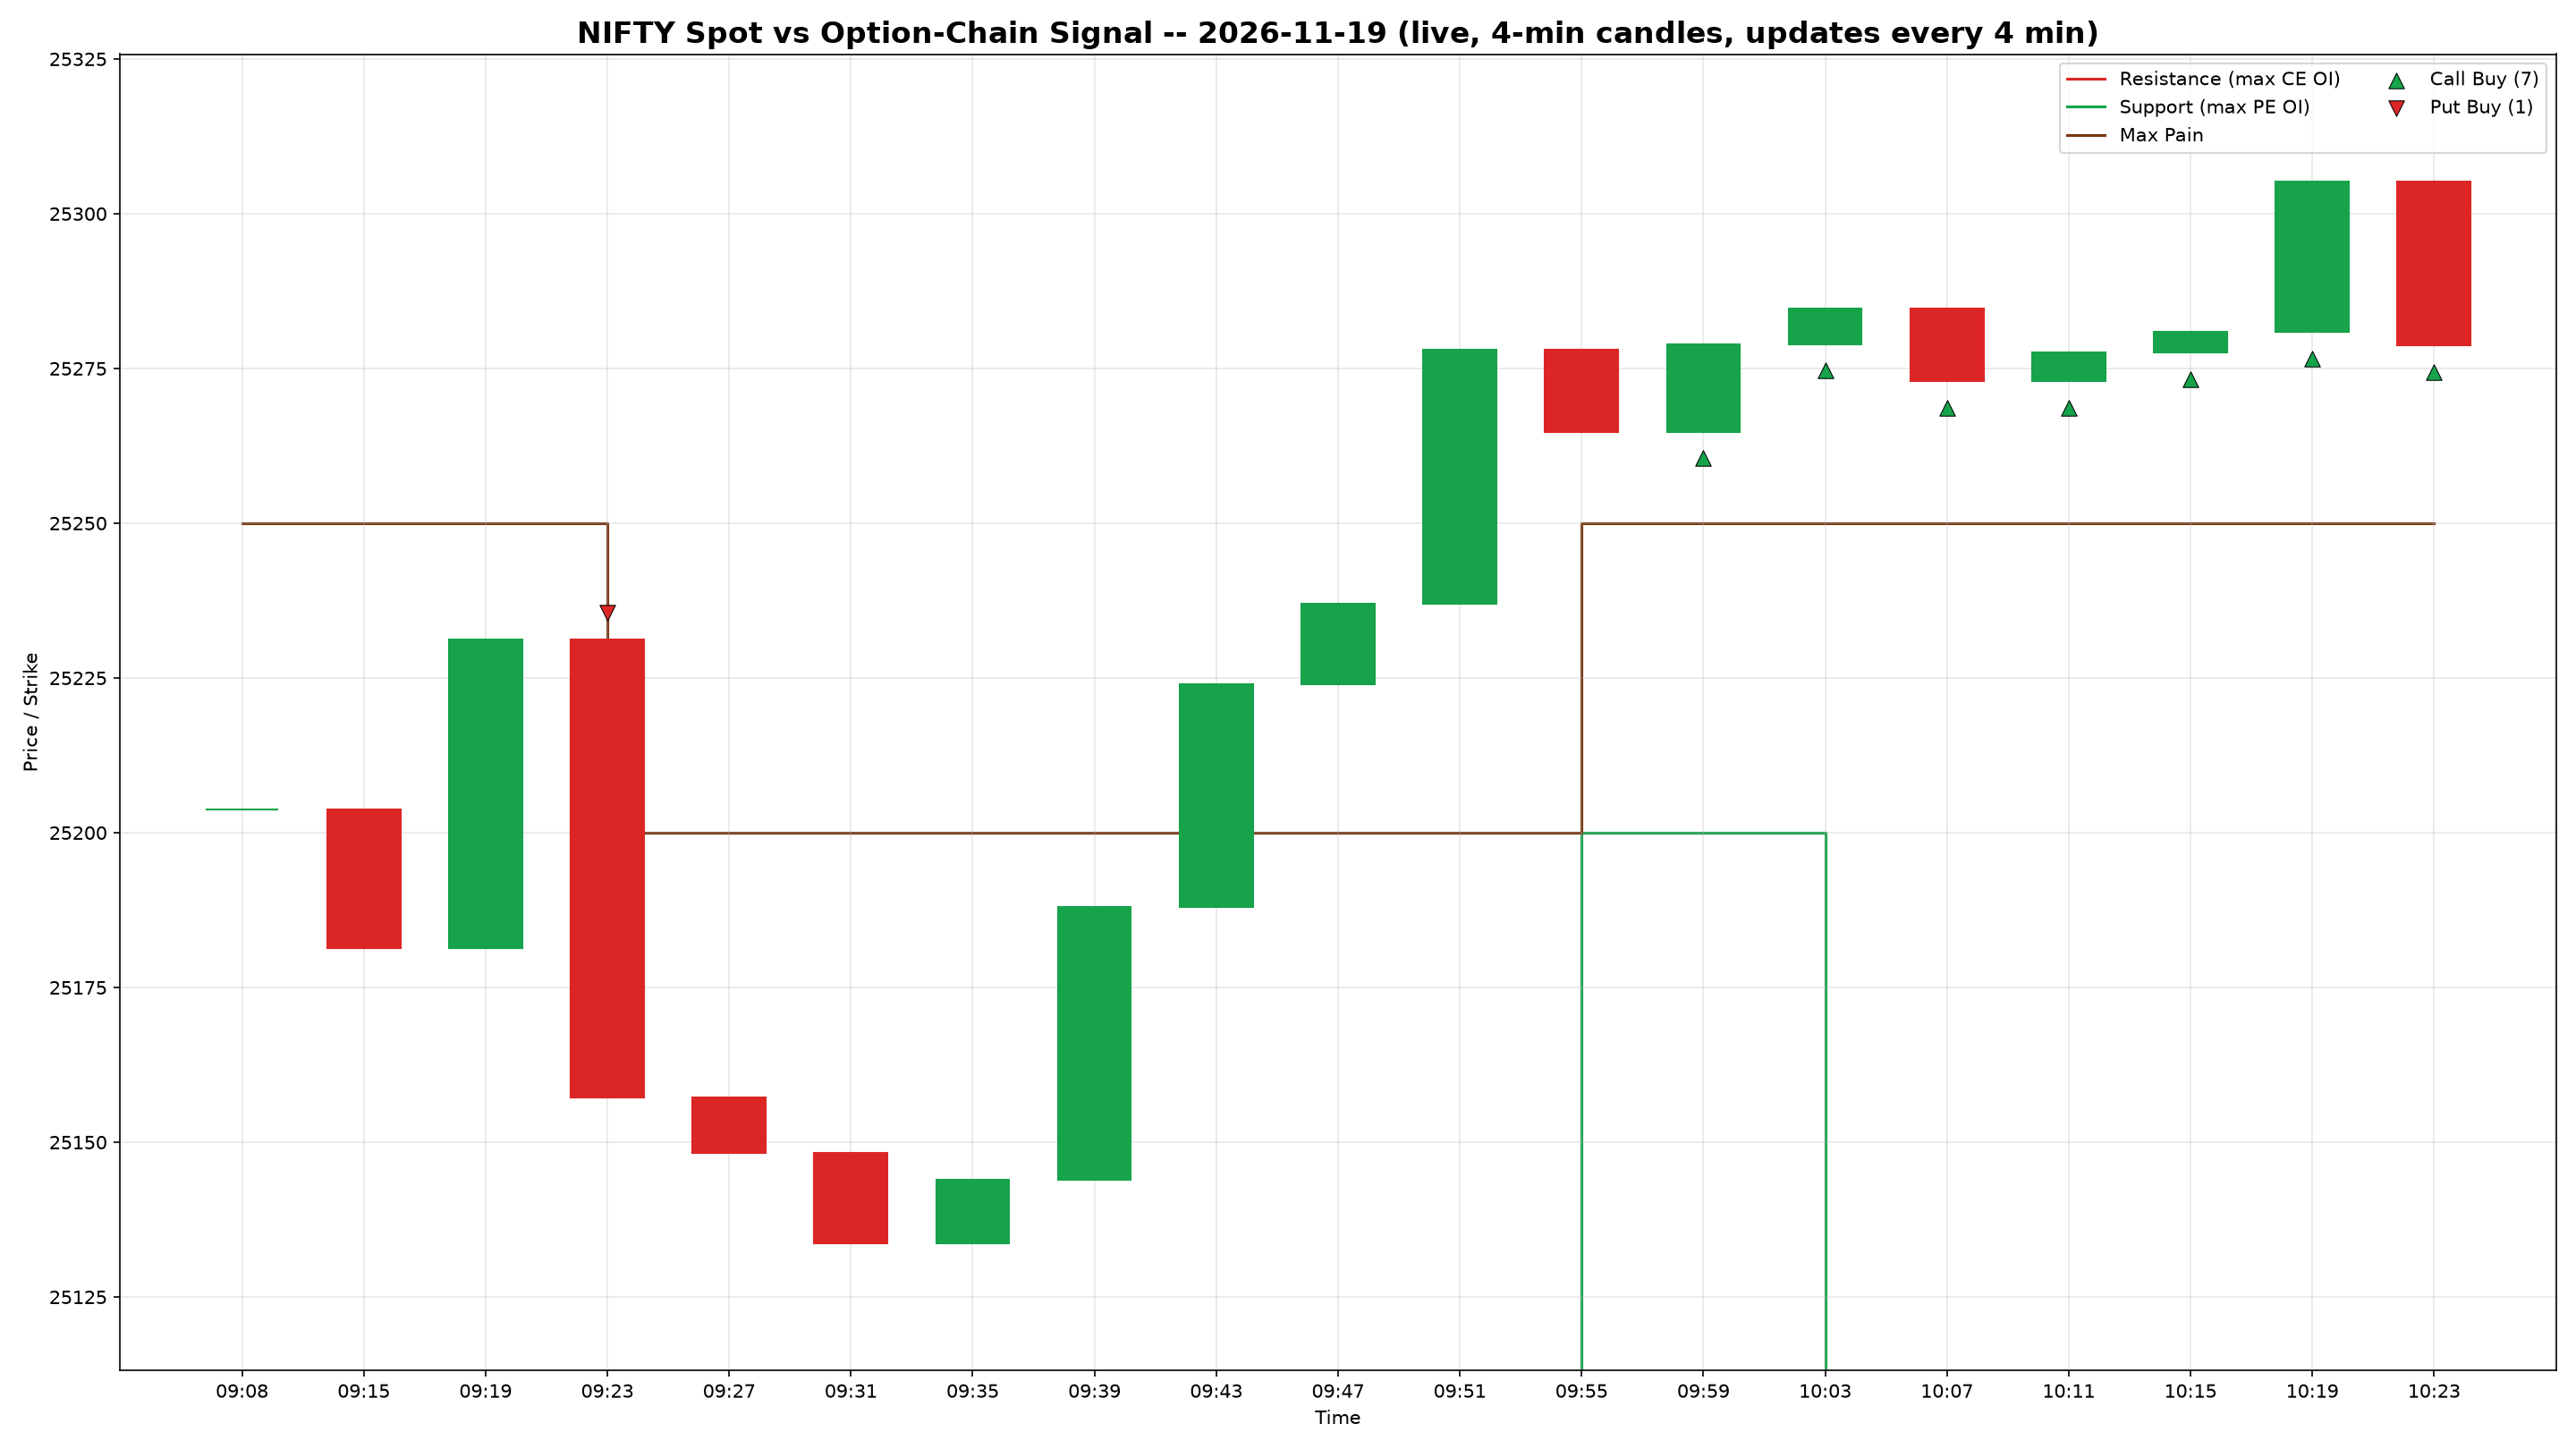 NIFTY Spot vs Option-Chain Signal -- 2026-11-19 (live, 4-min candles, updates every 4 min)
Resistance (max CE OI)
Support (max PE OI)
Max Pain
Call Buy (7)
Put Buy (1)
Price / Strike
25325
25300
25275
25250
25225
25200
25175
25150
25125
09:08 09:15 09:19 09:23 09:27 09:31 09:35 09:39 09:43 09:47 09:51 09:55 09:59 10:03 10:07 10:11 10:15 10:19 10:23
Time